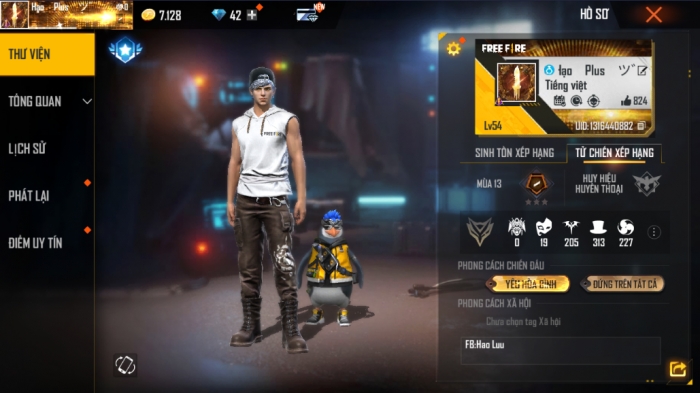 Hạo Plus
7.128
42
NEW
HỒ SƠ
THƯ VIỆN
TỔNG QUAN
LỊCH SỬ
PHÁT LẠI
ĐIỂM UY TÍN
FREE FIRE
Hạo Plus ツ
Tiếng việt
824
Lv54
UID: 1316440882
SINH TỒN XẾP HẠNG
TỬ CHIẾN XẾP HẠNG
MÙA 13
HUY HIỆU
HUYỀN THOẠI
0 19 205 313 227
PHONG CÁCH CHIẾN ĐẤU
YÊU HÒA BÌNH
ĐỨNG TRÊN TẤT CẢ
PHONG CÁCH XÃ HỘI
Chưa chọn tag Xã hội
FB:Hao Luu